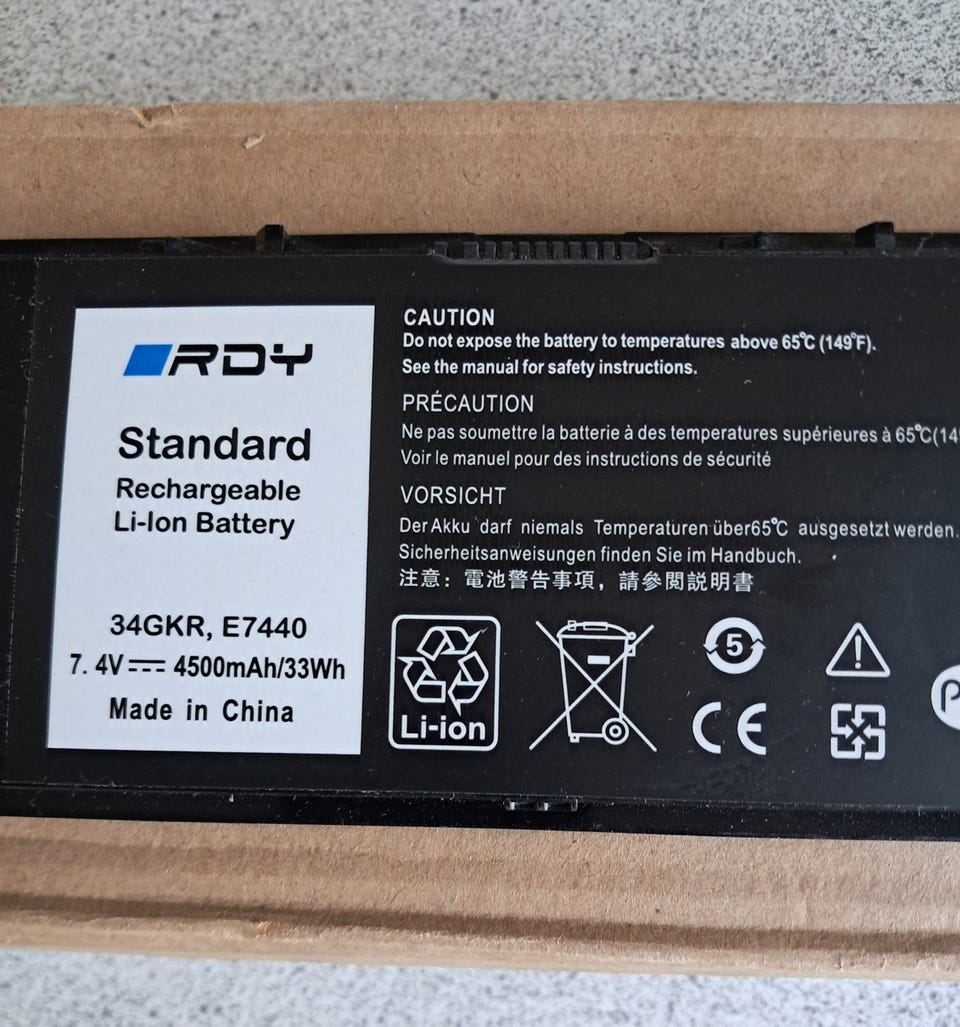 RDY
Standard
Rechargeable
Li-Ion Battery
34GKR, E7440
7. 4V 4500mAh/33Wh
Made in China
CAUTION
Do not expose the battery to temperatures above 65℃ (149℉).
See the manual for safety instructions.
PRÉCAUTION
Ne pas soumettre la batterie à des temperatures supérieures à 65℃(14
Voir le manuel pour des instructions de sécurité
VORSICHT
Der Akku darf niemals Temperaturen über65℃ ausgesetzt werden.
Sicherheitsanweisungen finden Sie im Handbuch.
注意：電池警告事項，請參閱説明書
Li-ion
5
CE
P